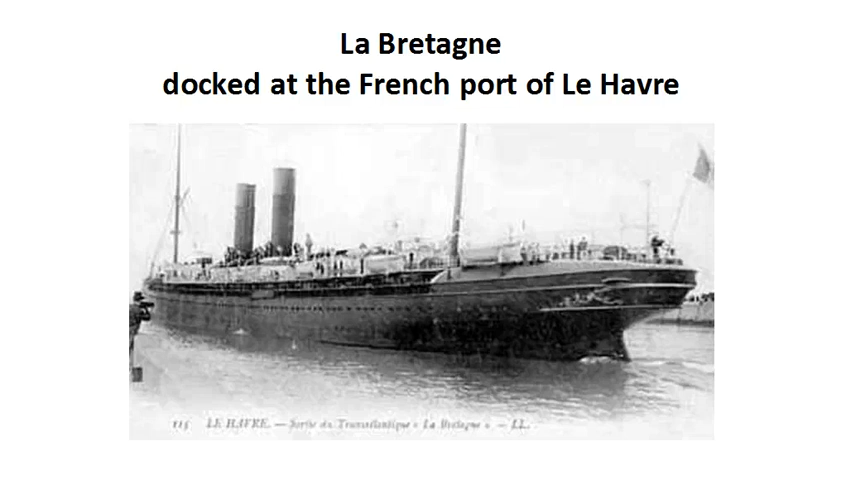 La Bretagne
docked at the French port of Le Havre
115 LE HAVRE. — Sortie du Transatlantique « La Bretagne » — LL.